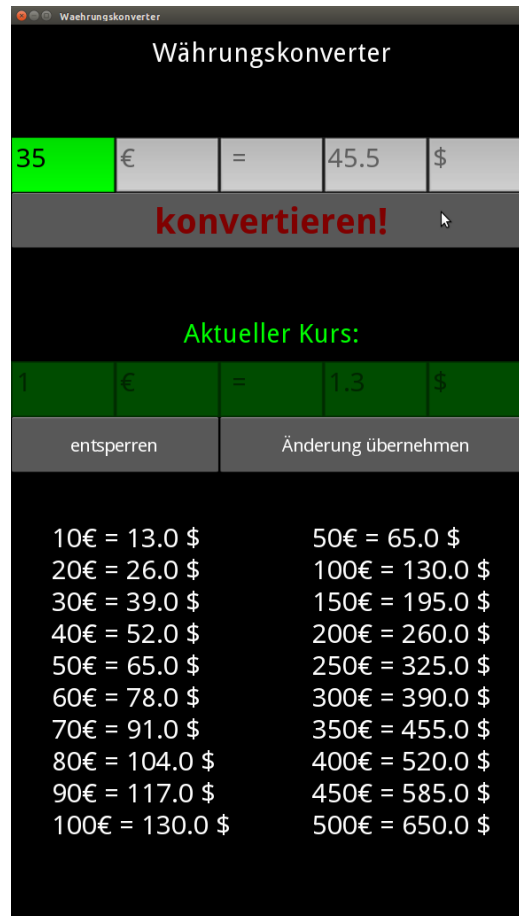 Waehrungskonverter
Währungskonverter
35 € = 45.5 $
konvertieren!
Aktueller Kurs:
1 € = 1.3 $
entsperren Änderung übernehmen
10€ = 13.0 $ 50€ = 65.0 $
20€ = 26.0 $ 100€ = 130.0 $
30€ = 39.0 $ 150€ = 195.0 $
40€ = 52.0 $ 200€ = 260.0 $
50€ = 65.0 $ 250€ = 325.0 $
60€ = 78.0 $ 300€ = 390.0 $
70€ = 91.0 $ 350€ = 455.0 $
80€ = 104.0 $ 400€ = 520.0 $
90€ = 117.0 $ 450€ = 585.0 $
100€ = 130.0 $ 500€ = 650.0 $